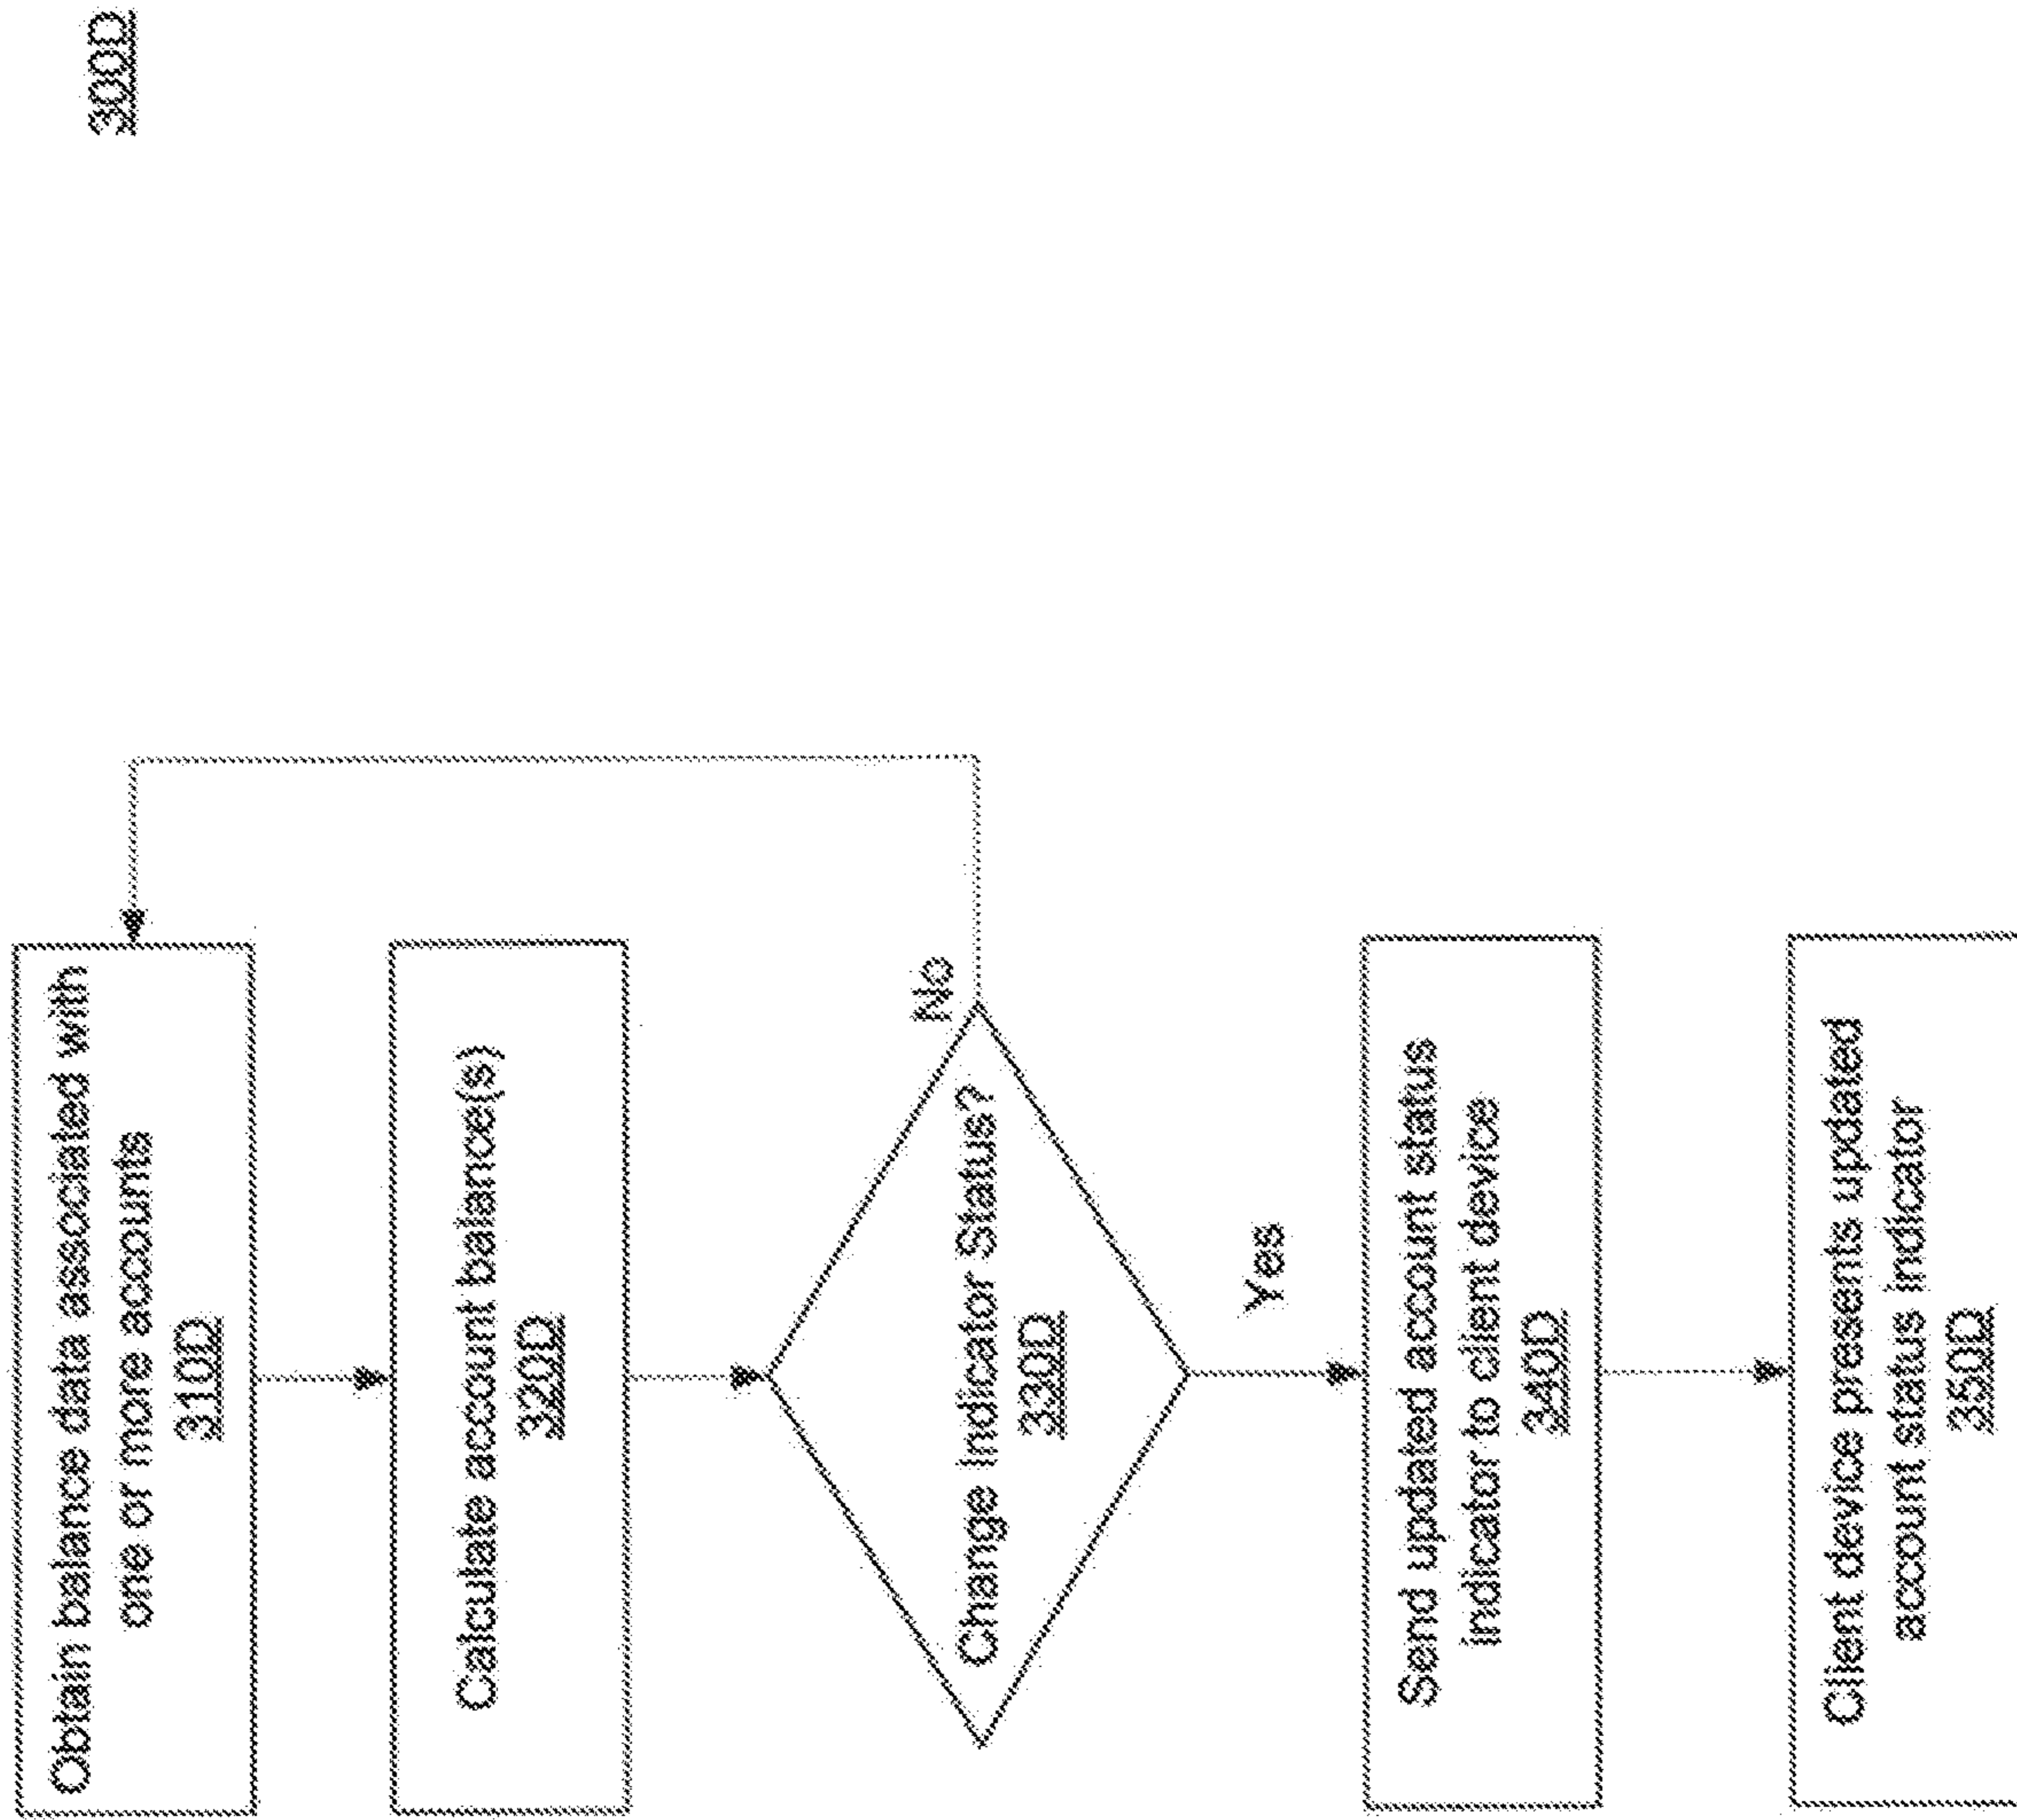 300D
Obtain balance data associated with
one or more accounts
310D
Calculate account balance(s)
320D
Change Indicator Status?
330D
No
Yes
Send updated account status
indicator to client device
340D
Client device presents updated
account status indicator
350D